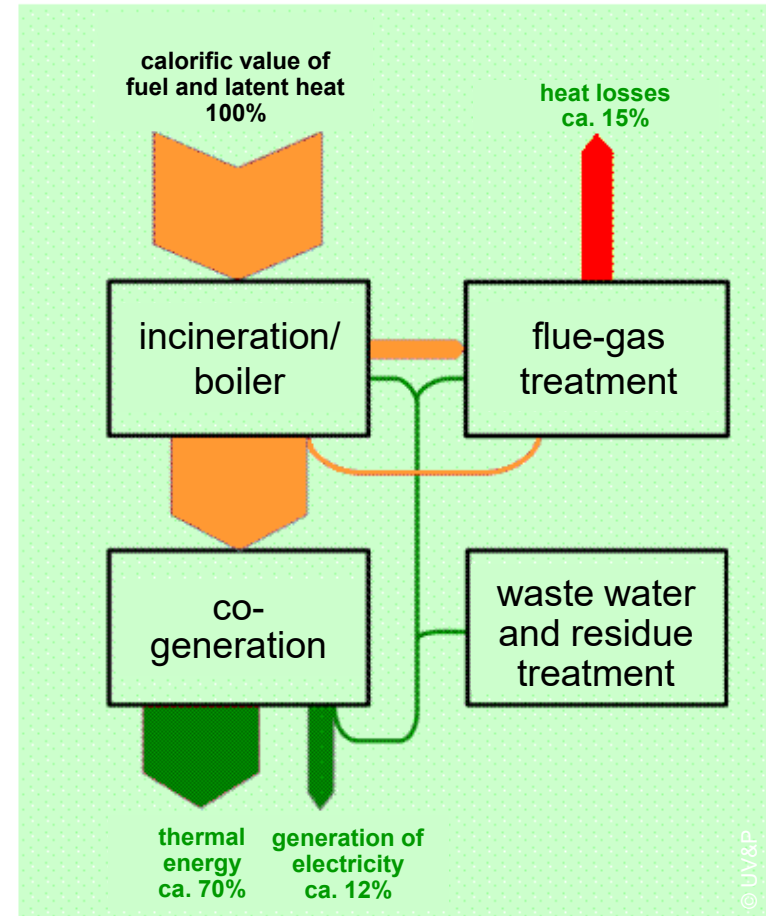 calorific value of
fuel and latent heat
100%
heat losses
ca. 15%
incineration/
boiler
flue-gas
treatment
co-
generation
waste water
and residue
treatment
thermal
energy
ca. 70%
generation of
electricity
ca. 12%
© UV&P